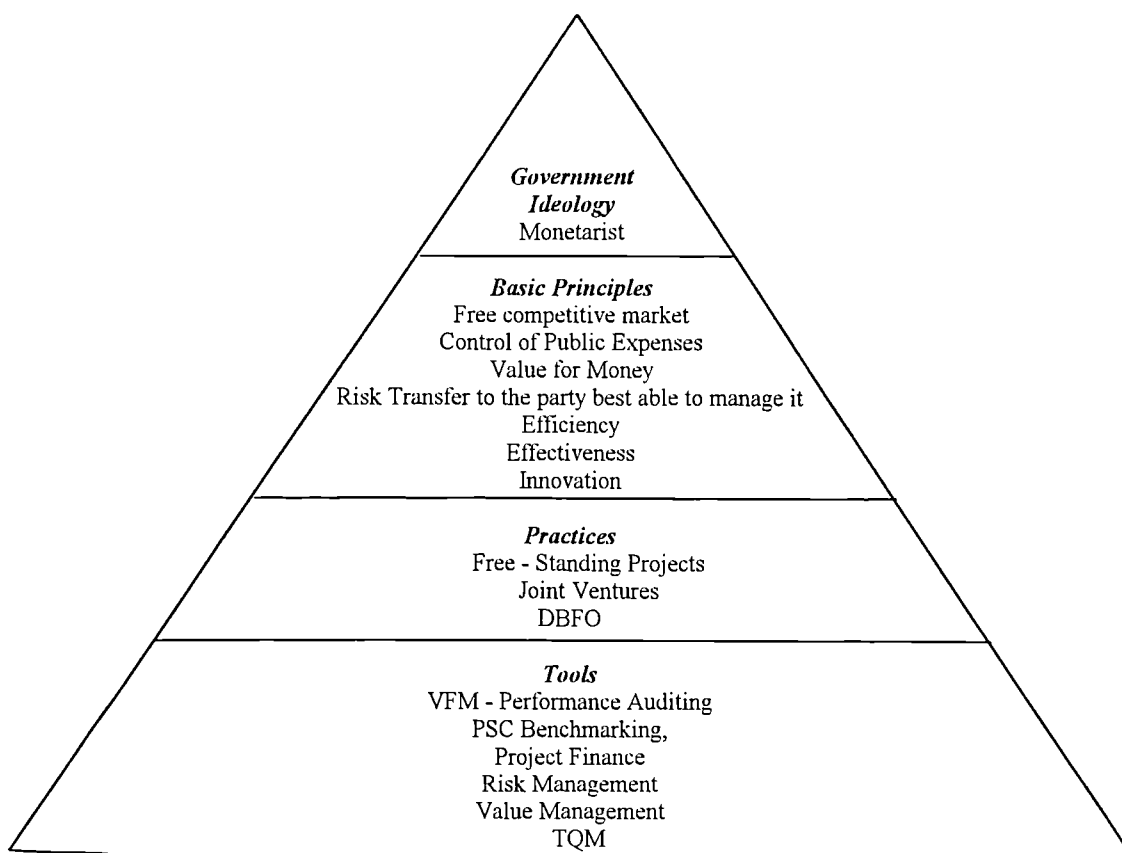 Government
Ideology
Monetarist
Basic Principles
Free competitive market
Control of Public Expenses
Value for Money
Risk Transfer to the party best able to manage it
Efficiency
Effectiveness
Innovation
Practices
Free - Standing Projects
Joint Ventures
DBFO
Tools
VFM - Performance Auditing
PSC Benchmarking,
Project Finance
Risk Management
Value Management
TQM